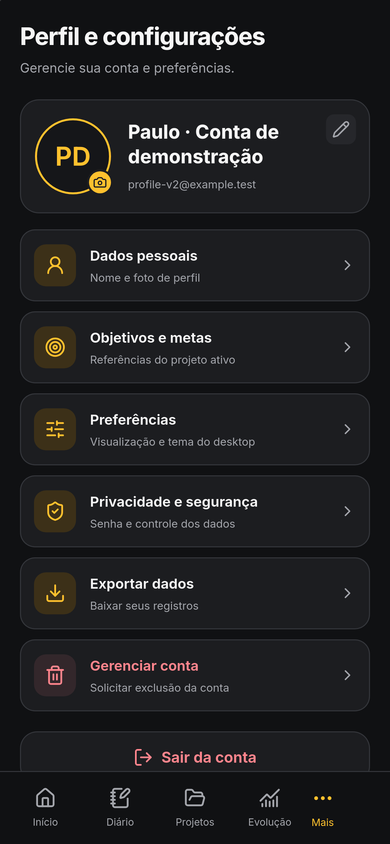 Perfil e configurações
Gerencie sua conta e preferências.
PD
Paulo · Conta de
demonstração
profile-v2@example.test
Dados pessoais
Nome e foto de perfil
Objetivos e metas
Referências do projeto ativo
Preferências
Visualização e tema do desktop
Privacidade e segurança
Senha e controle dos dados
Exportar dados
Baixar seus registros
Gerenciar conta
Solicitar exclusão da conta
Sair da conta
Início
Diário
Projetos
Evolução
Mais